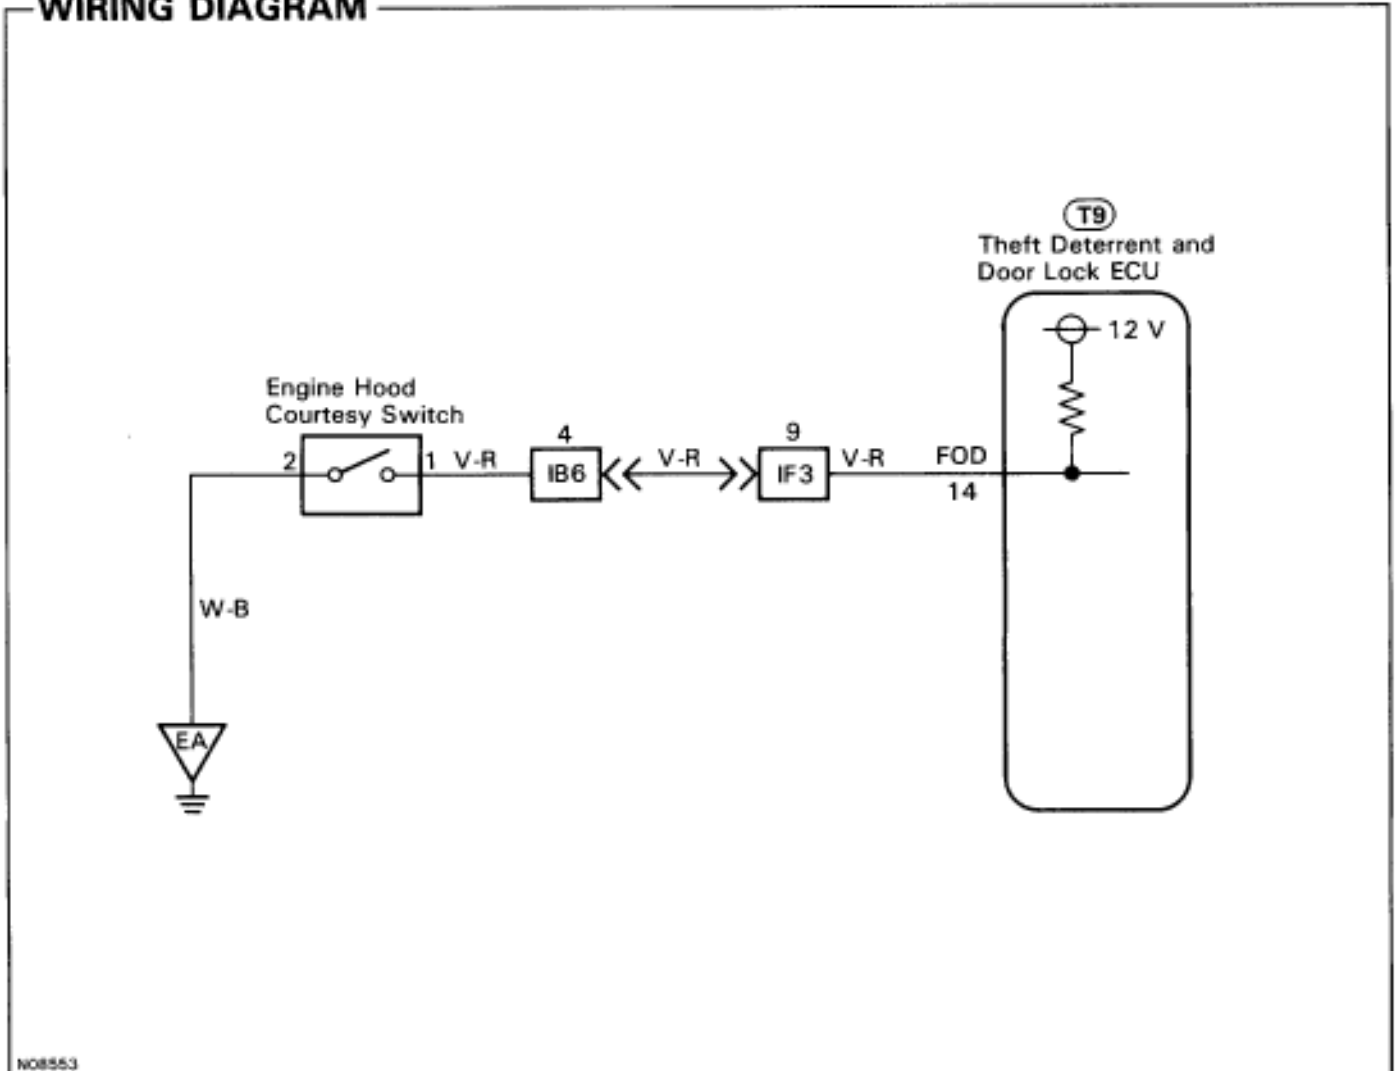 WIRING DIAGRAM
T9
Theft Deterrent and
Door Lock ECU
12 V
Engine Hood
Courtesy Switch
2
1
V-R
4
IB6
V-R
9
IF3
V-R
FOD
14
W-B
EA
N08553